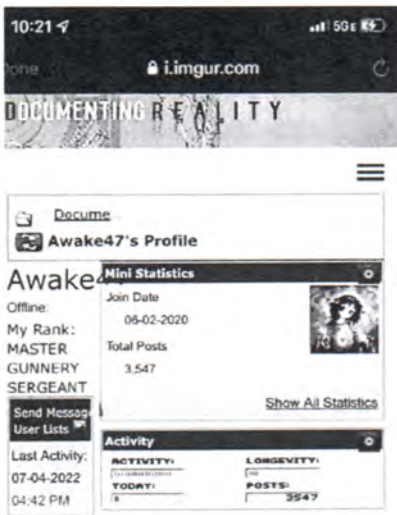 10:21
5GE
i.imgur.com
DOCUMENTING REALITY
Docume
Awake47's Profile
Awake4
Offline:
My Rank:
MASTER
GUNNERY
SERGEANT
Send Message
User Lists
Last Activity:
07-04-2022
04:42 PM
Mini Statistics
Join Date
06-02-2020
Total Posts
3,547
Show All Statistics
Activity
ACTIVITY: LONGEVITY:
TODAY: POSTS:
3547